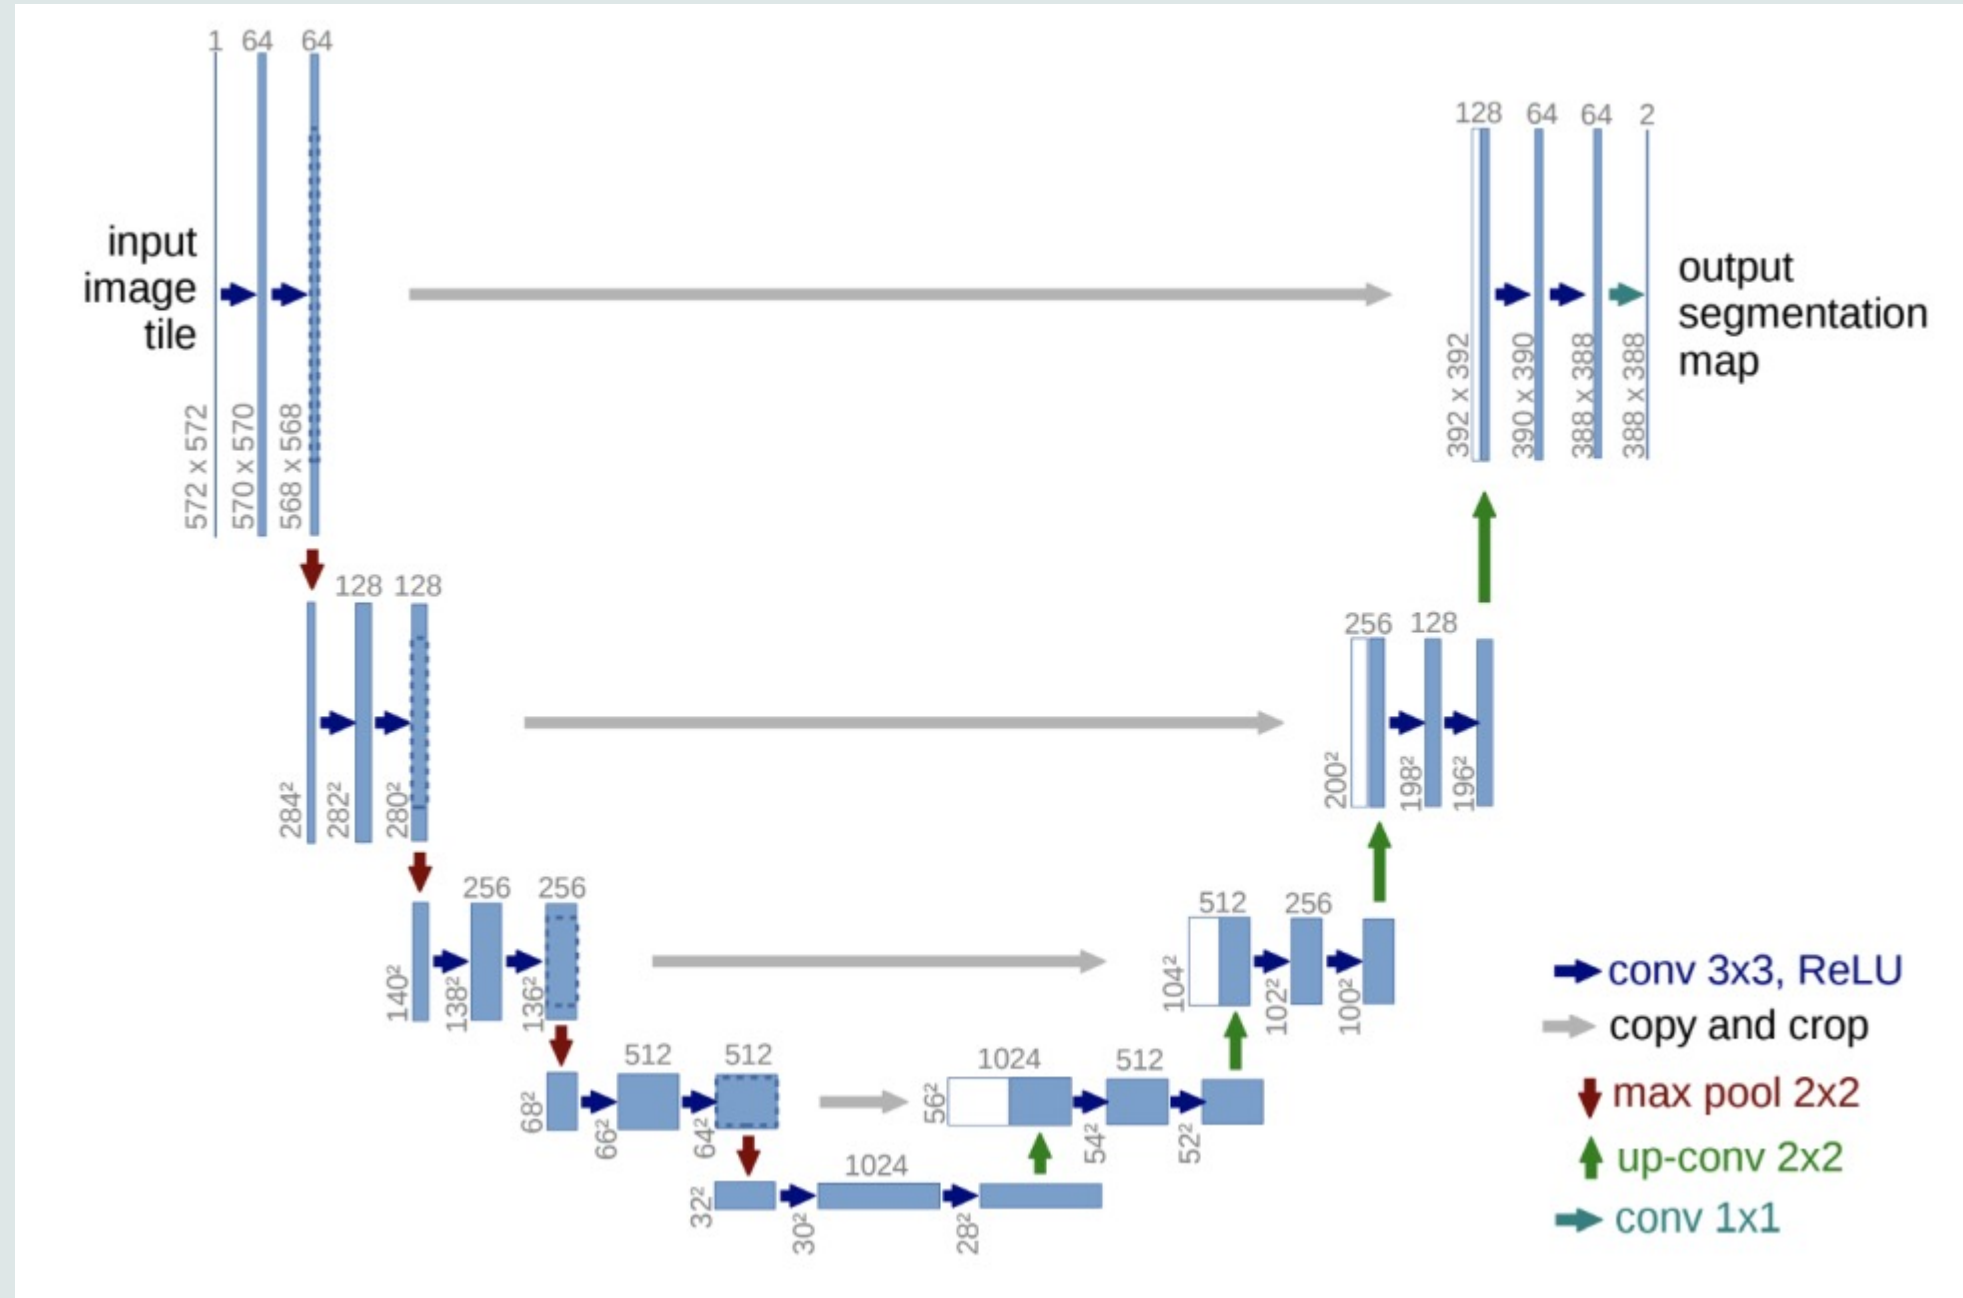 1 64 64
input
image
tile
572 x 572
570 x 570
568 x 568
128 64 64 2
392 x 392
390 x 390
388 x 388
388 x 388
output
segmentation
map
128 128
284²
282²
280²
256 128
200²
198²
196²
256 256
140²
138²
136²
512 256
104²
102²
100²
512 512
68²
66²
64²
1024 512
56²
54²
52²
1024
32²
30²
28²
conv 3x3, ReLU
copy and crop
max pool 2x2
up-conv 2x2
conv 1x1